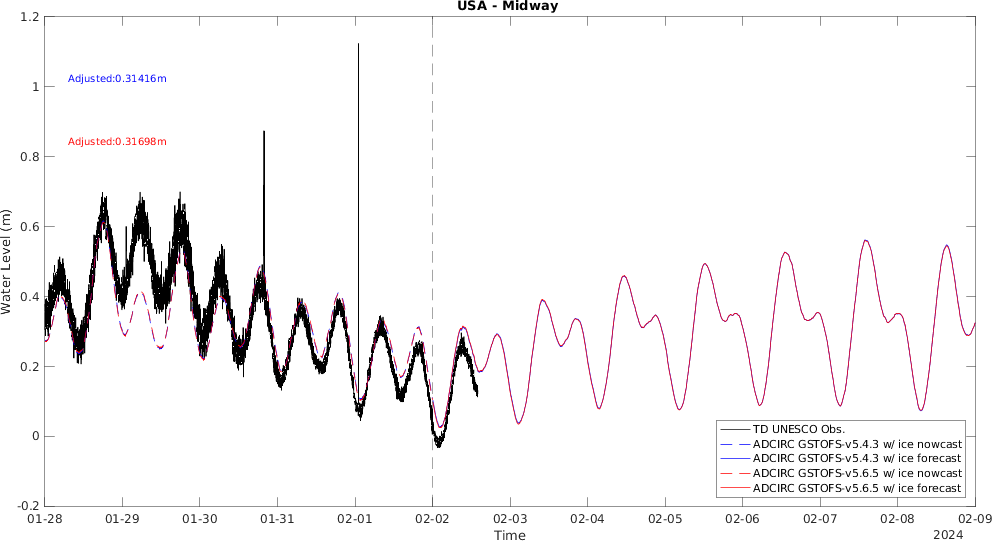 USA - Midway
1.2
1
0.8
0.6
0.4
0.2
0
-0.2
Water Level (m)
Adjusted:0.31416m
Adjusted:0.31698m
TD UNESCO Obs.
ADCIRC GSTOFS-v5.4.3 w/ ice nowcast
ADCIRC GSTOFS-v5.4.3 w/ ice forecast
ADCIRC GSTOFS-v5.6.5 w/ ice nowcast
ADCIRC GSTOFS-v5.6.5 w/ ice forecast
01-28 01-29 01-30 01-31 02-01 02-02 02-03 02-04 02-05 02-06 02-07 02-08 02-09
Time
2024